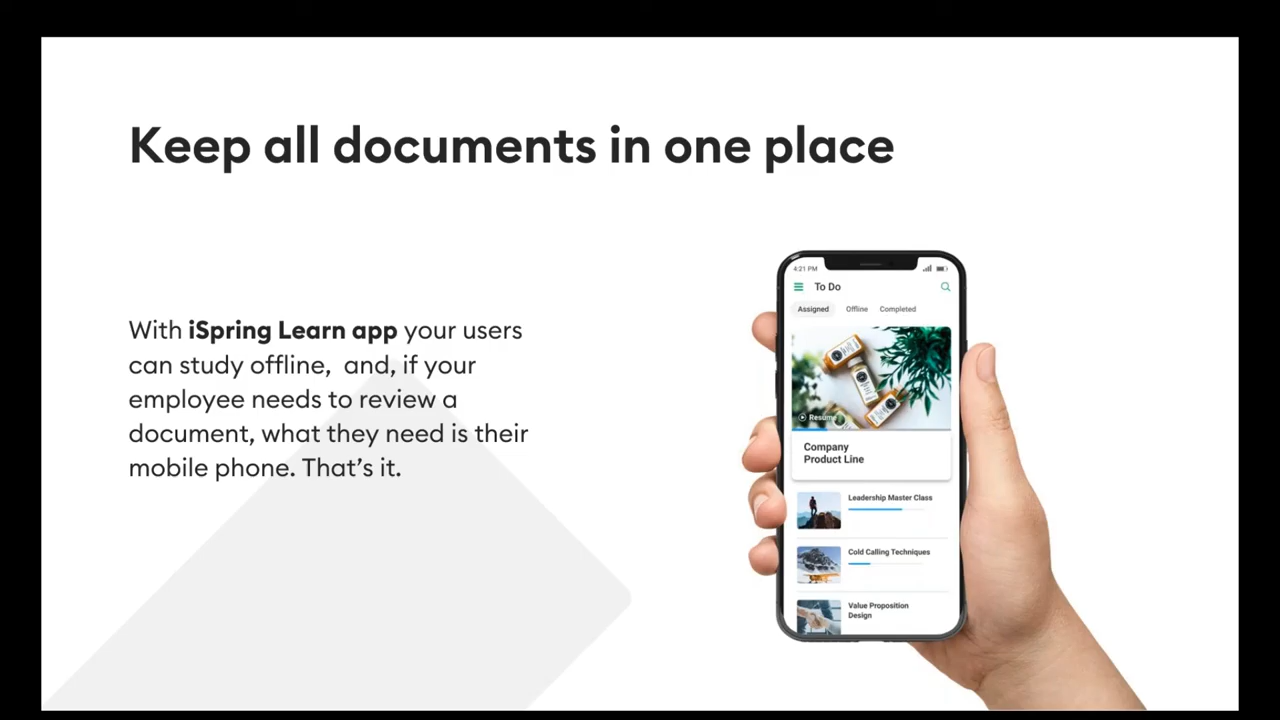 Keep all documents in one place
With iSpring Learn app your users
can study offline,  and, if your
employee needs to review a
document, what they need is their
mobile phone. That's it.
4:21 PM
To Do
Assigned Offline Completed
Resume
Company
Product Line
Leadership Master Class
Cold Calling Techniques
Value Proposition
Design